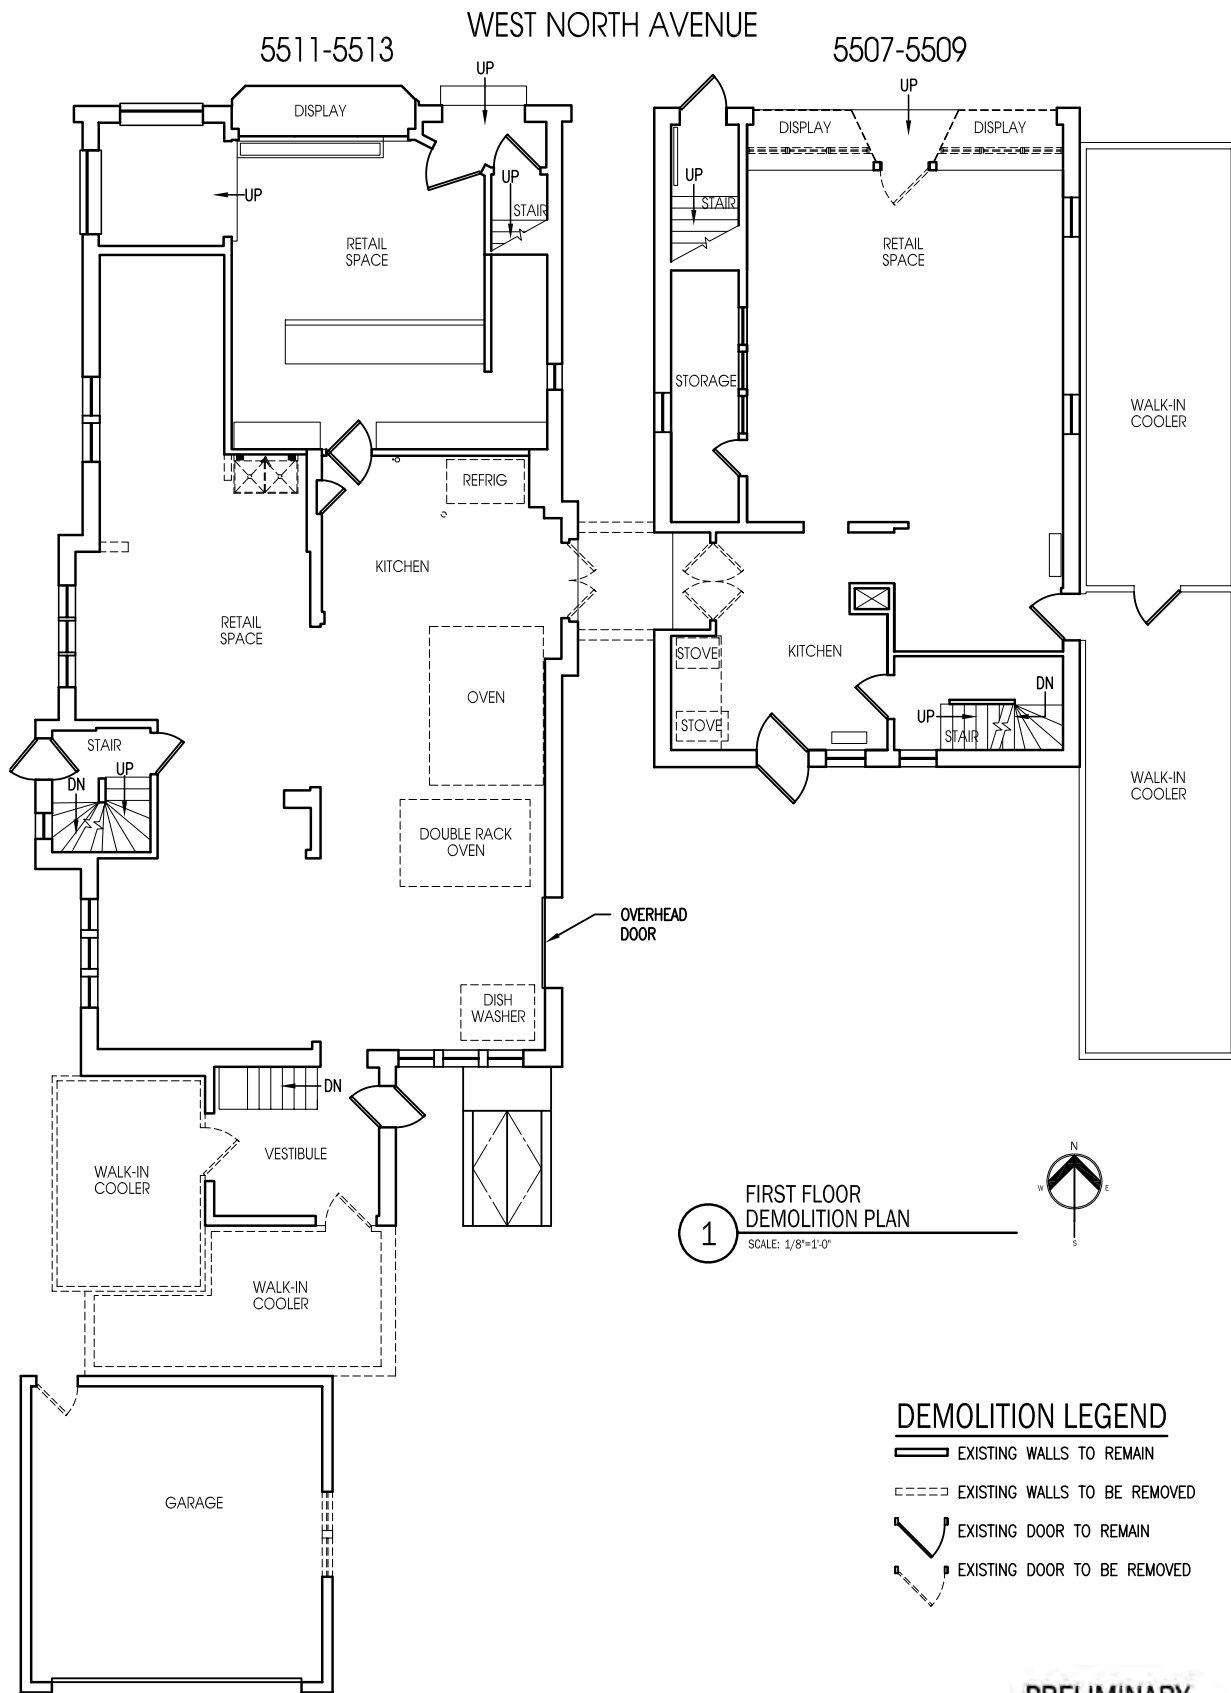 WEST NORTH AVENUE
5511-5513
5507-5509
UP
UP
DISPLAY
DISPLAY
DISPLAY
UP
UP
UP
STAIR
STAIR
RETAIL
SPACE
RETAIL
SPACE
STORAGE
WALK-IN
COOLER
REFRIG
KITCHEN
RETAIL
SPACE
STOVE
KITCHEN
OVEN
DN
UP
STAIR
STOVE
STAIR
UP
DN
WALK-IN
COOLER
DOUBLE RACK
OVEN
OVERHEAD
DOOR
DISH
WASHER
DN
VESTIBULE
WALK-IN
COOLER
WALK-IN
COOLER
N
W
E
S
1
FIRST FLOOR
DEMOLITION PLAN
SCALE: 1/8"=1'-0"
GARAGE
DEMOLITION LEGEND
EXISTING WALLS TO REMAIN
EXISTING WALLS TO BE REMOVED
EXISTING DOOR TO REMAIN
EXISTING DOOR TO BE REMOVED
PRELIMINARY